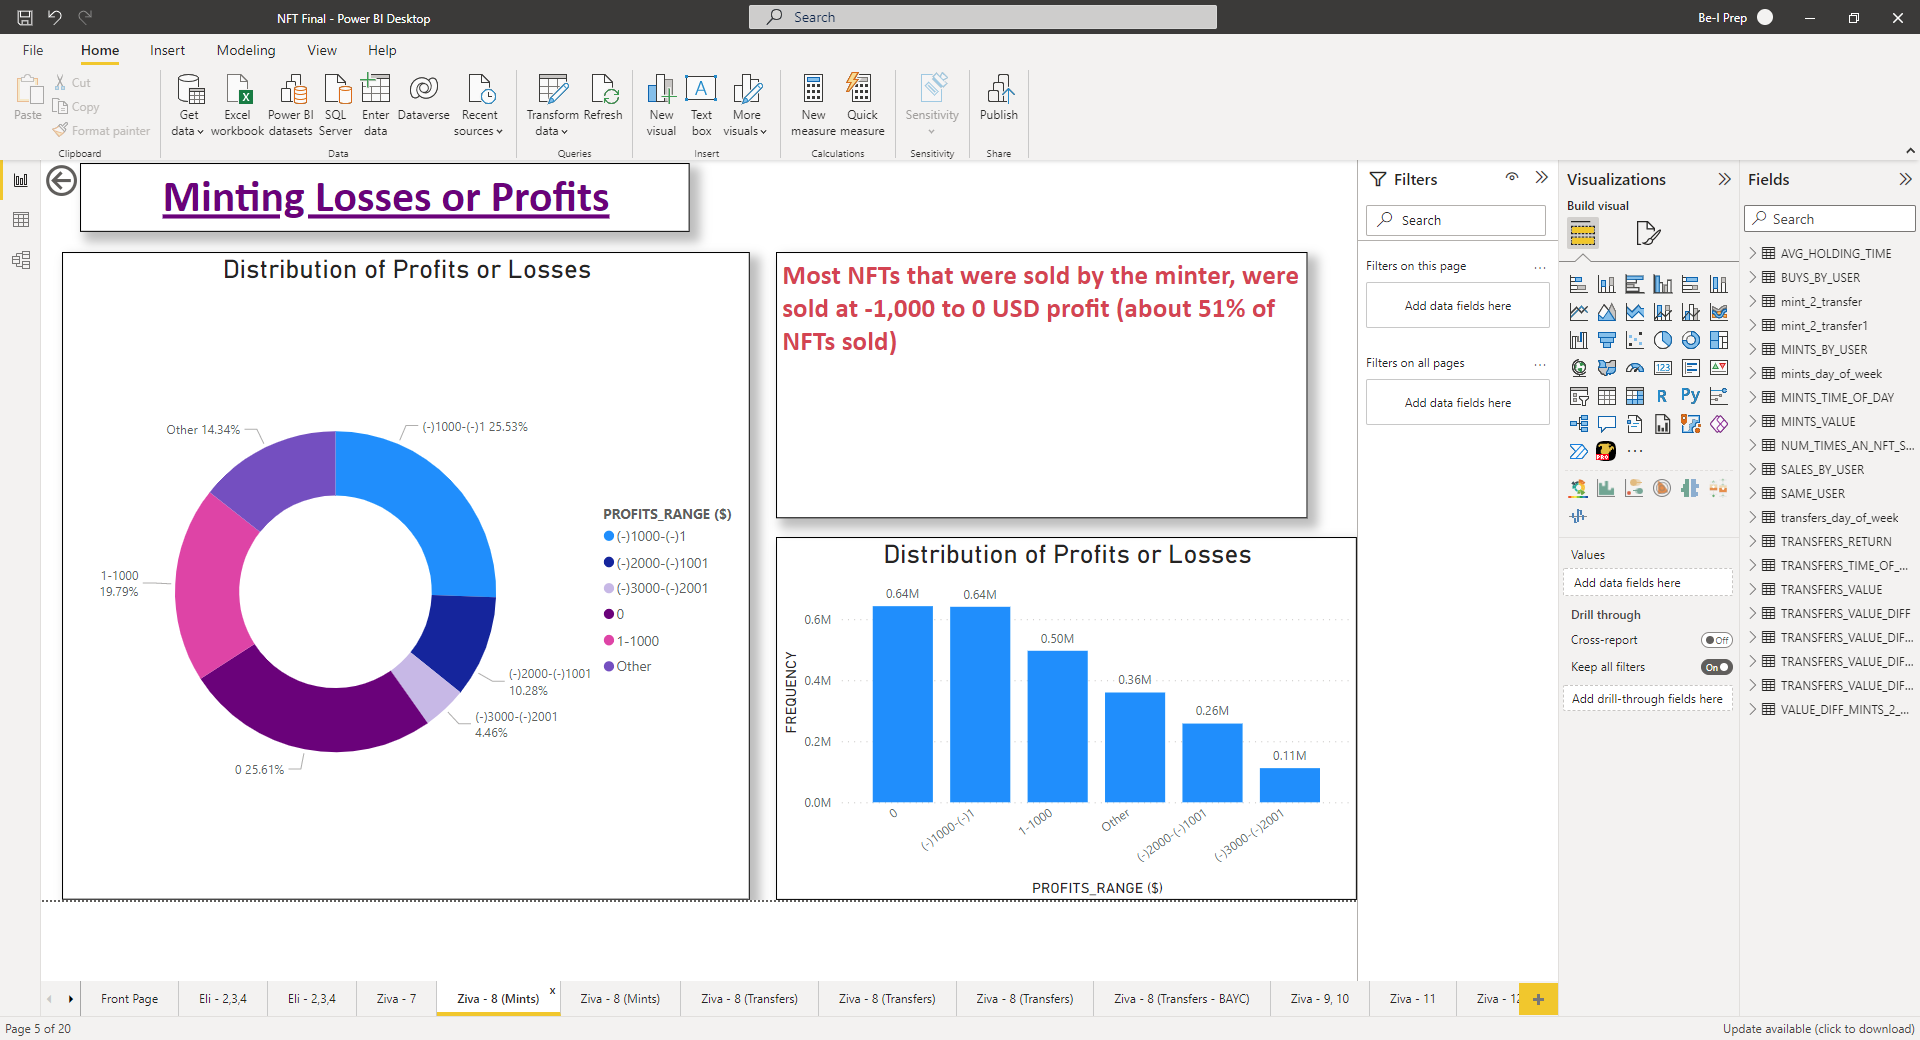 NFT Final - Power BI Desktop
Search
Be-I Prep
File
Home
Insert
Modeling
View
Help
Paste
Cut
Copy
Format painter
Clipboard
Get
data
Excel
workbook
Power BI
datasets
SQL
Server
Enter
data
Dataverse
Recent
sources
Data
Transform
data
Refresh
Queries
New
visual
Text
box
More
visuals
Insert
New
measure
Quick
measure
Calculations
Sensitivity
Sensitivity
Publish
Share
Minting Losses or Profits
Distribution of Profits or Losses
Other 14.34%
(-)1000-(-)1 25.53%
1-1000
19.79%
(-)2000-(-)1001
10.28%
(-)3000-(-)2001
4.46%
0 25.61%
PROFITS_RANGE ($)
(-)1000-(-)1
(-)2000-(-)1001
(-)3000-(-)2001
0
1-1000
Other
Most NFTs that were sold by the minter, were
sold at -1,000 to 0 USD profit (about 51% of
NFTs sold)
Distribution of Profits or Losses
FREQUENCY
0.6M
0.4M
0.2M
0.0M
0.64M
0.64M
0.50M
0.36M
0.26M
0.11M
0
(-)1000-(-)1
1-1000
Other
(-)2000-(-)1001
(-)3000-(-)2001
PROFITS_RANGE ($)
Filters
Search
Filters on this page
...
Add data fields here
Filters on all pages
...
Add data fields here
Visualizations
Build visual
123
R
Py
PRO
...
Values
Add data fields here
Drill through
Cross-report
Off
Keep all filters
On
Add drill-through fields here
Fields
Search
AVG_HOLDING_TIME
BUYS_BY_USER
mint_2_transfer
mint_2_transfer1
MINTS_BY_USER
mints_day_of_week
MINTS_TIME_OF_DAY
MINTS_VALUE
NUM_TIMES_AN_NFT_S...
SALES_BY_USER
SAME_USER
transfers_day_of_week
TRANSFERS_RETURN
TRANSFERS_TIME_OF_...
TRANSFERS_VALUE
TRANSFERS_VALUE_DIFF
TRANSFERS_VALUE_DIF...
TRANSFERS_VALUE_DIF...
TRANSFERS_VALUE_DIF...
VALUE_DIFF_MINTS_2_...
Front Page
Eli - 2,3,4
Eli - 2,3,4
Ziva - 7
Ziva - 8 (Mints)
x
Ziva - 8 (Mints)
Ziva - 8 (Transfers)
Ziva - 8 (Transfers)
Ziva - 8 (Transfers)
Ziva - 8 (Transfers - BAYC)
Ziva - 9, 10
Ziva - 11
Ziva - 12
+
Page 5 of 20
Update available (click to download)